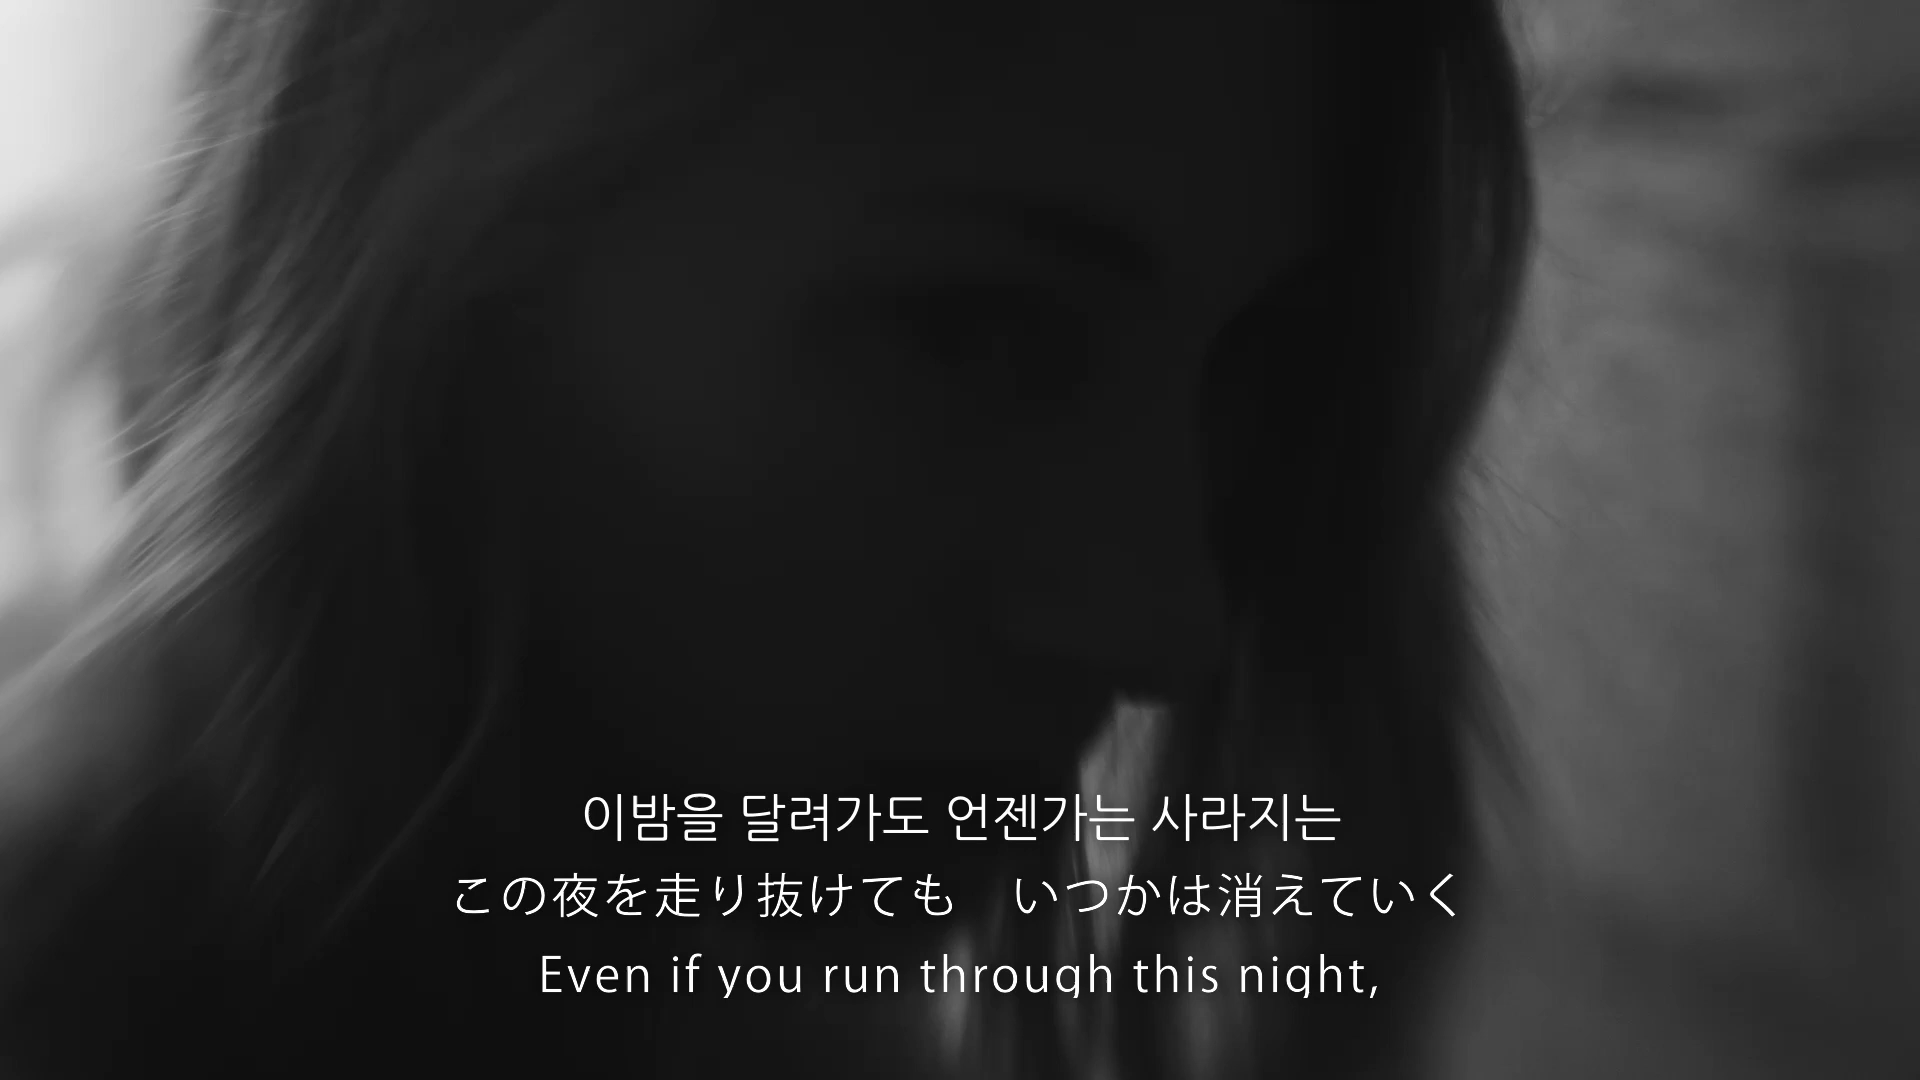 이밤을 달려가도 언젠가는 사라지는
この夜を走り抜けても　いつかは消えていく
Even if you run through this night,